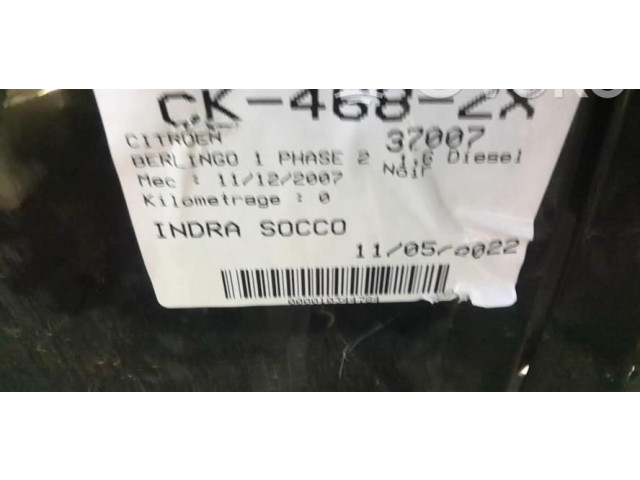 CK-468-ZX
CITROEN 37007
BERLINGO 1 PHASE 2 1.6 Diesel
Mec : 11/12/2007 Noir
Kilometrage : 0
INDRA SOCCO
11/05/2022
000010344784